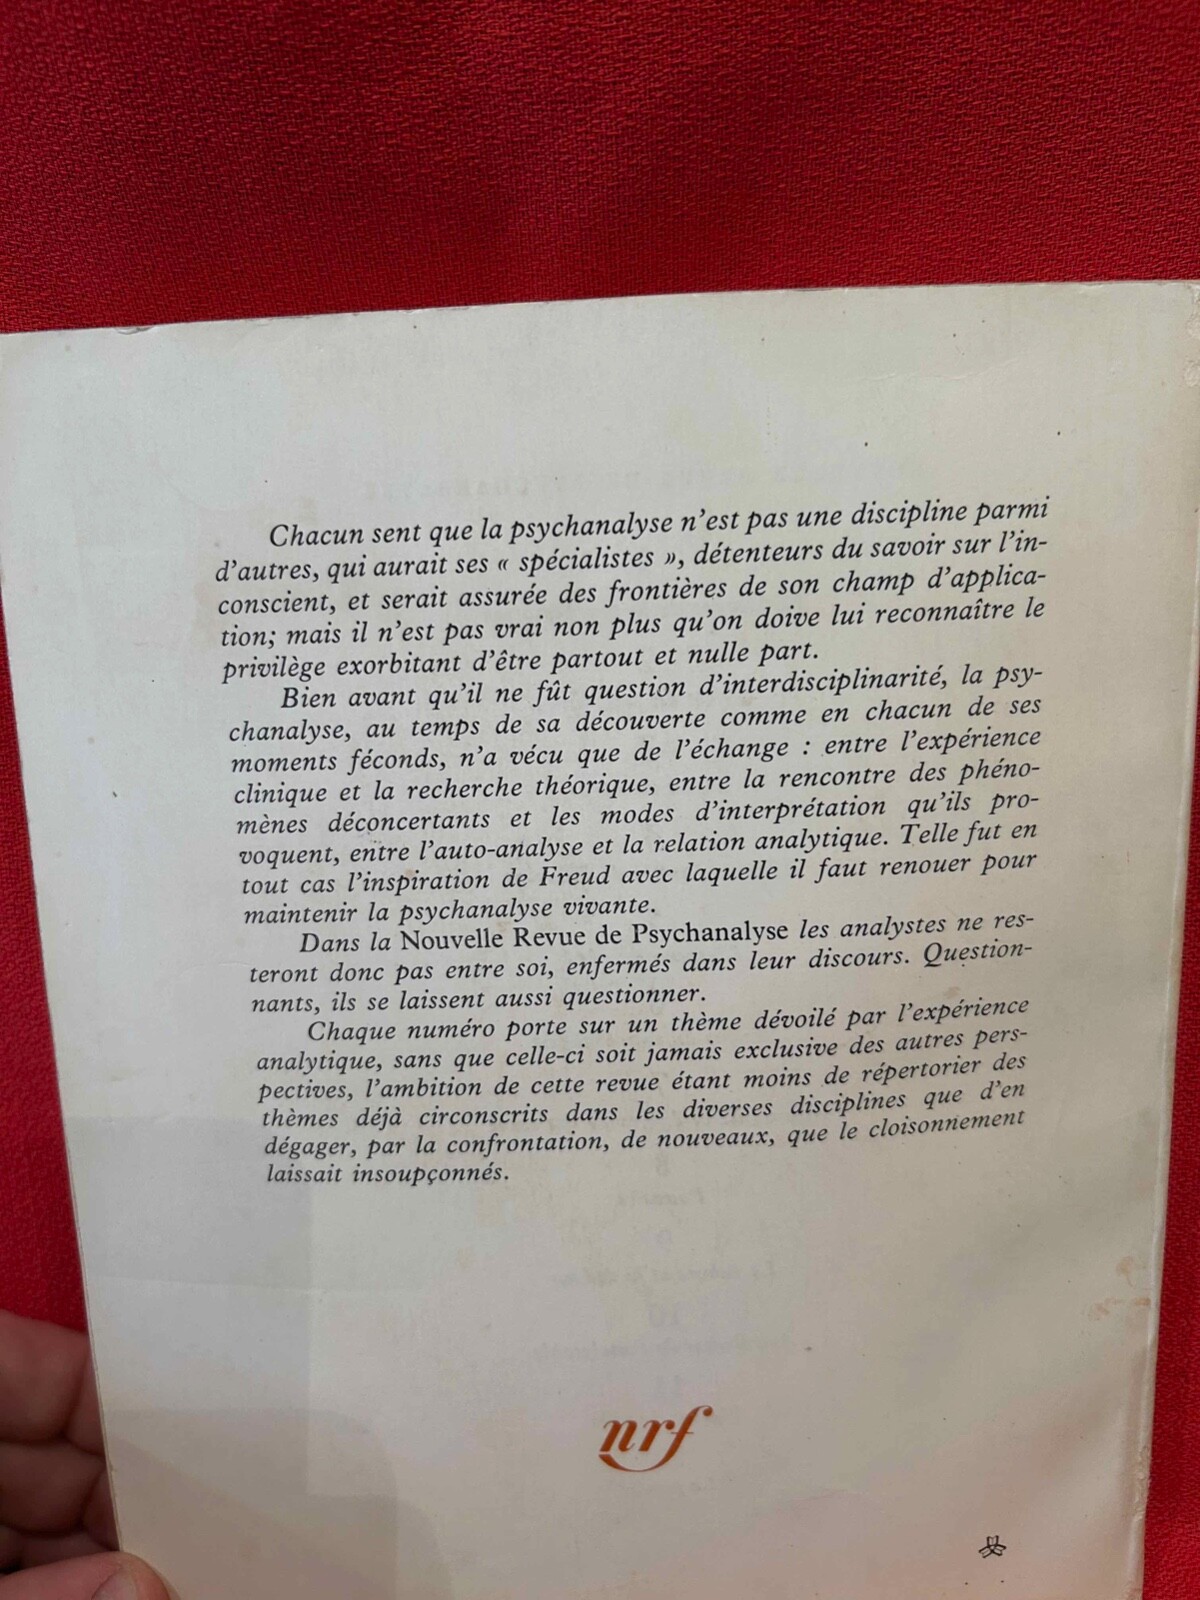 Chacun sent que la psychanalyse n'est pas une discipline parmi
d'autres, qui aurait ses « spécialistes », détenteurs du savoir sur l'in-
conscient, et serait assurée des frontières de son champ d'applica-
tion; mais il n'est pas vrai non plus qu'on doive lui reconnaître le
privilège exorbitant d'être partout et nulle part.
Bien avant qu'il ne fût question d'interdisciplinarité, la psy-
chanalyse, au temps de sa découverte comme en chacun de ses
moments féconds, n'a vécu que de l'échange : entre l'expérience
clinique et la recherche théorique, entre la rencontre des phéno-
mènes déconcertants et les modes d'interprétation qu'ils pro-
voquent, entre l'auto-analyse et la relation analytique. Telle fut en
tout cas l'inspiration de Freud avec laquelle il faut renouer pour
maintenir la psychanalyse vivante.
Dans la Nouvelle Revue de Psychanalyse les analystes ne res-
teront donc pas entre soi, enfermés dans leur discours. Question-
nants, ils se laissent aussi questionner.
Chaque numéro porte sur un thème dévoilé par l'expérience
analytique, sans que celle-ci soit jamais exclusive des autres pers-
pectives, l'ambition de cette revue étant moins de répertorier des
thèmes déjà circonscrits dans les diverses disciplines que d'en
dégager, par la confrontation, de nouveaux, que le cloisonnement
laissait insoupçonnés.
nrf